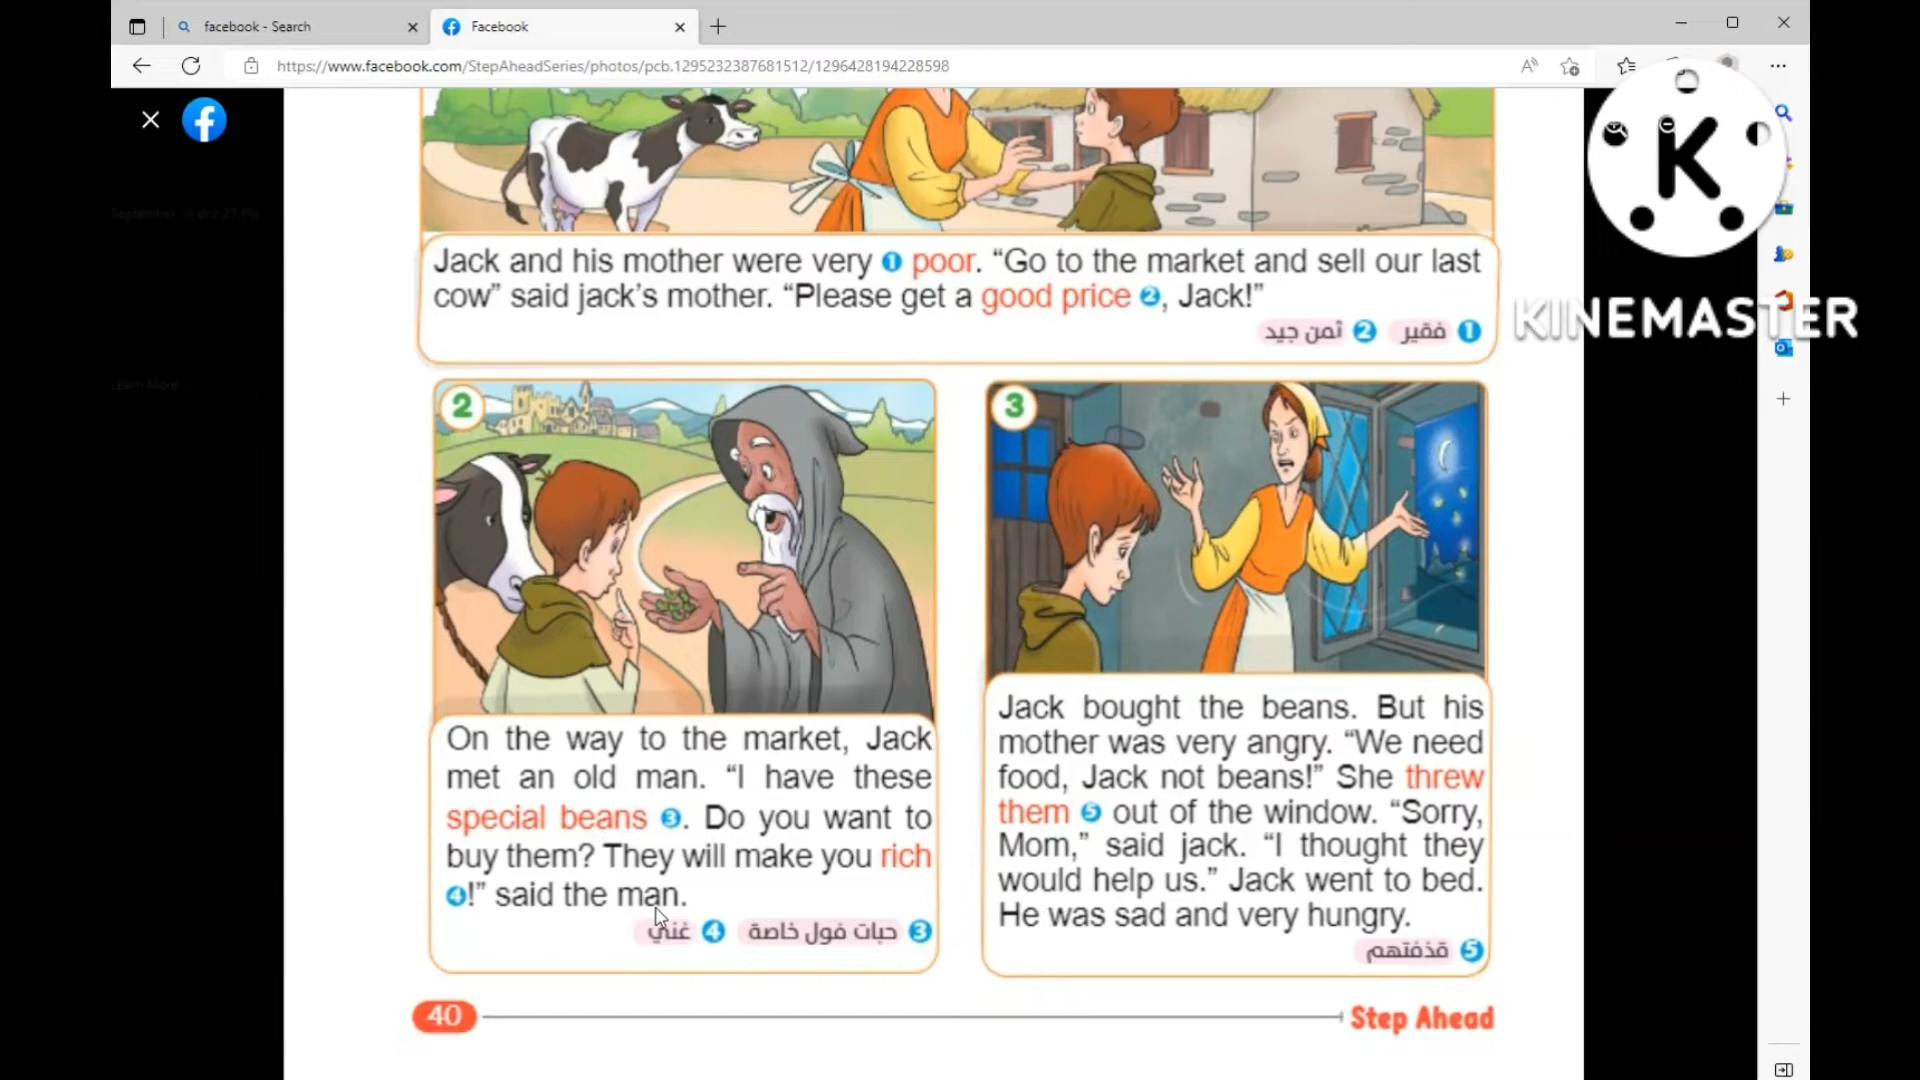 facebook - Search
Facebook
https://www.facebook.com/StepAheadSeries/photos/pcb.1295232387681512/1296428194228598
KINEMASTER
Jack and his mother were very 1 poor. “Go to the market and sell our last
cow” said jack’s mother. “Please get a good price 2, Jack!”
1 فقير 2 ثمن جيد
2
On the way to the market, Jack
met an old man. “I have these
special beans 3. Do you want to
buy them? They will make you rich
4!” said the man.
3 حبات فول خاصة 4 غني
3
Jack bought the beans. But his
mother was very angry. “We need
food, Jack not beans!” She threw
them 5 out of the window. “Sorry,
Mom,” said jack. “I thought they
would help us.” Jack went to bed.
He was sad and very hungry.
5 قذفتهم
40
Step Ahead